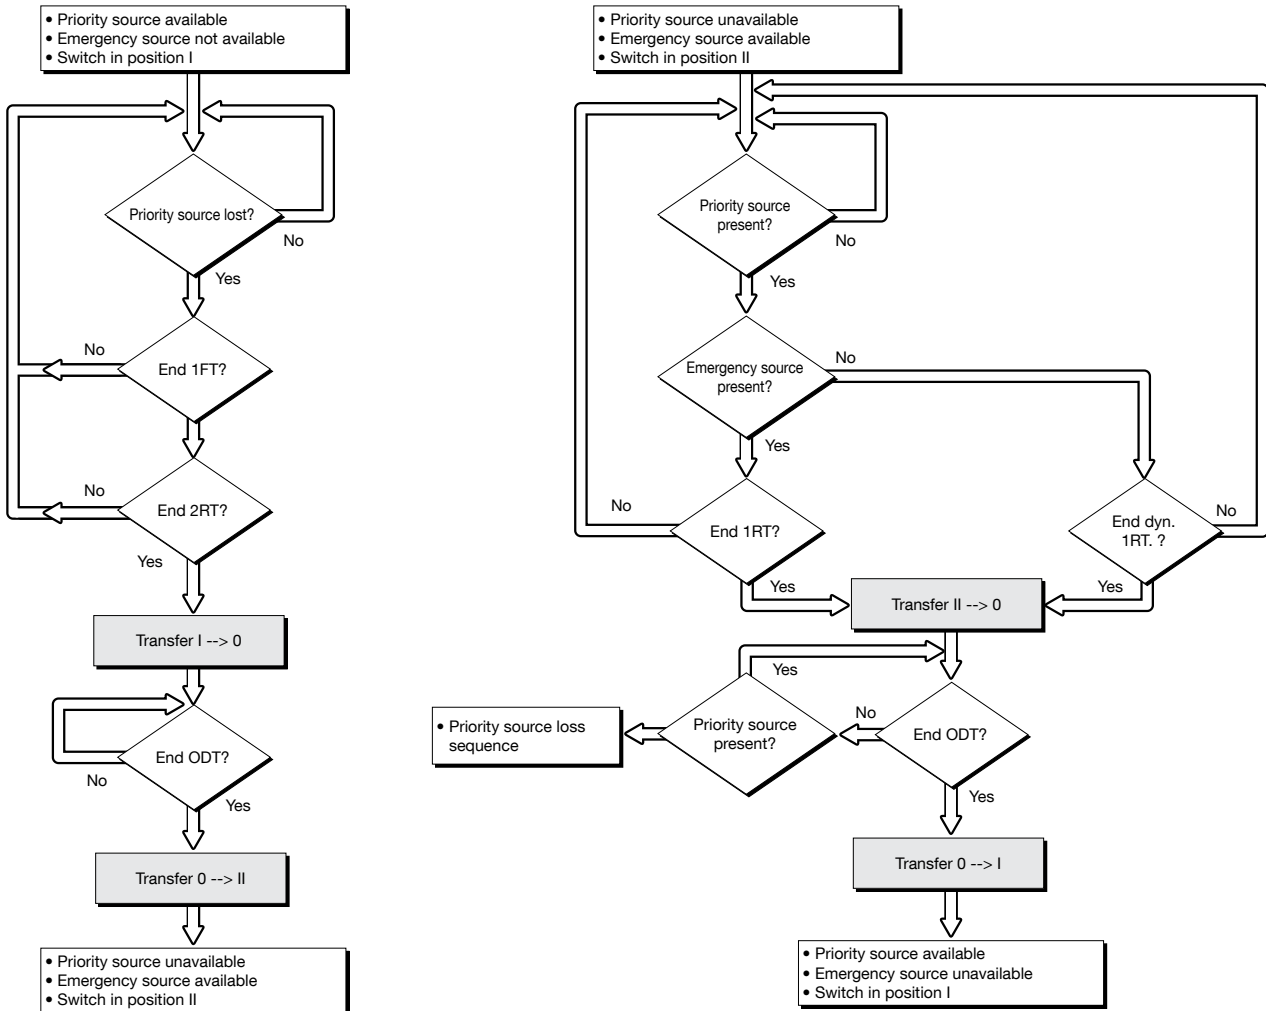 • Priority source available
• Emergency source not available
• Switch in position I
Priority source lost?
No
Yes
No
End 1FT?
No
End 2RT?
Yes
Transfer I --> 0
End ODT?
No
Yes
Transfer 0 --> II
• Priority source unavailable
• Emergency source available
• Switch in position II
• Priority source unavailable
• Emergency source available
• Switch in position II
Priority source
present?
No
Yes
Emergency source
present?
No
Yes
No
End 1RT?
Yes
End dyn.
1RT. ?
No
Yes
Transfer II --> 0
Yes
• Priority source loss
sequence
Priority source
present?
No
End ODT?
Yes
Transfer 0 --> I
• Priority source available
• Emergency source unavailable
• Switch in position I